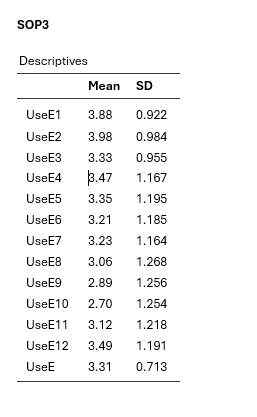 SOP3
Descriptives
Mean SD
UseE1 3.88 0.922
UseE2 3.98 0.984
UseE3 3.33 0.955
UseE4 3.47 1.167
UseE5 3.35 1.195
UseE6 3.21 1.185
UseE7 3.23 1.164
UseE8 3.06 1.268
UseE9 2.89 1.256
UseE10 2.70 1.254
UseE11 3.12 1.218
UseE12 3.49 1.191
UseE 3.31 0.713